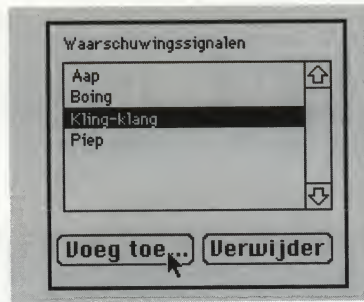 Waarschuwingssignalen
Aap
Boing
Kling-klang
Piep
Voeg toe... Verwijder